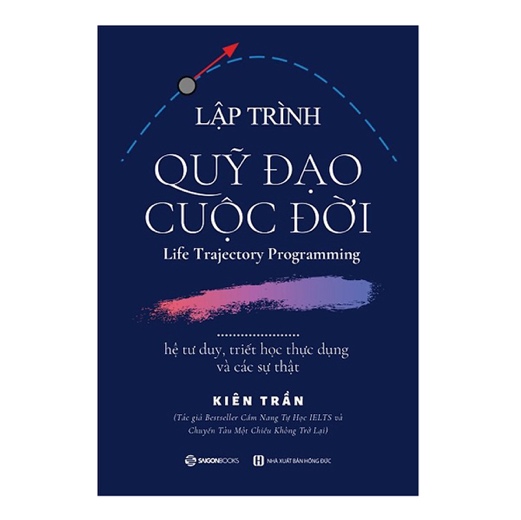 LẬP TRÌNH
QUỸ ĐẠO
CUỘC ĐỜI
Life Trajectory Programming
.....................
hệ tư duy, triết học thực dụng
và các sự thật
KIÊN TRẦN
(Tác giả Bestseller Cẩm Nang Tự Học IELTS và
Chuyến Tàu Một Chiều Không Trở Lại)
SAIGONBOOKS
NHÀ XUẤT BẢN HỒNG ĐỨC